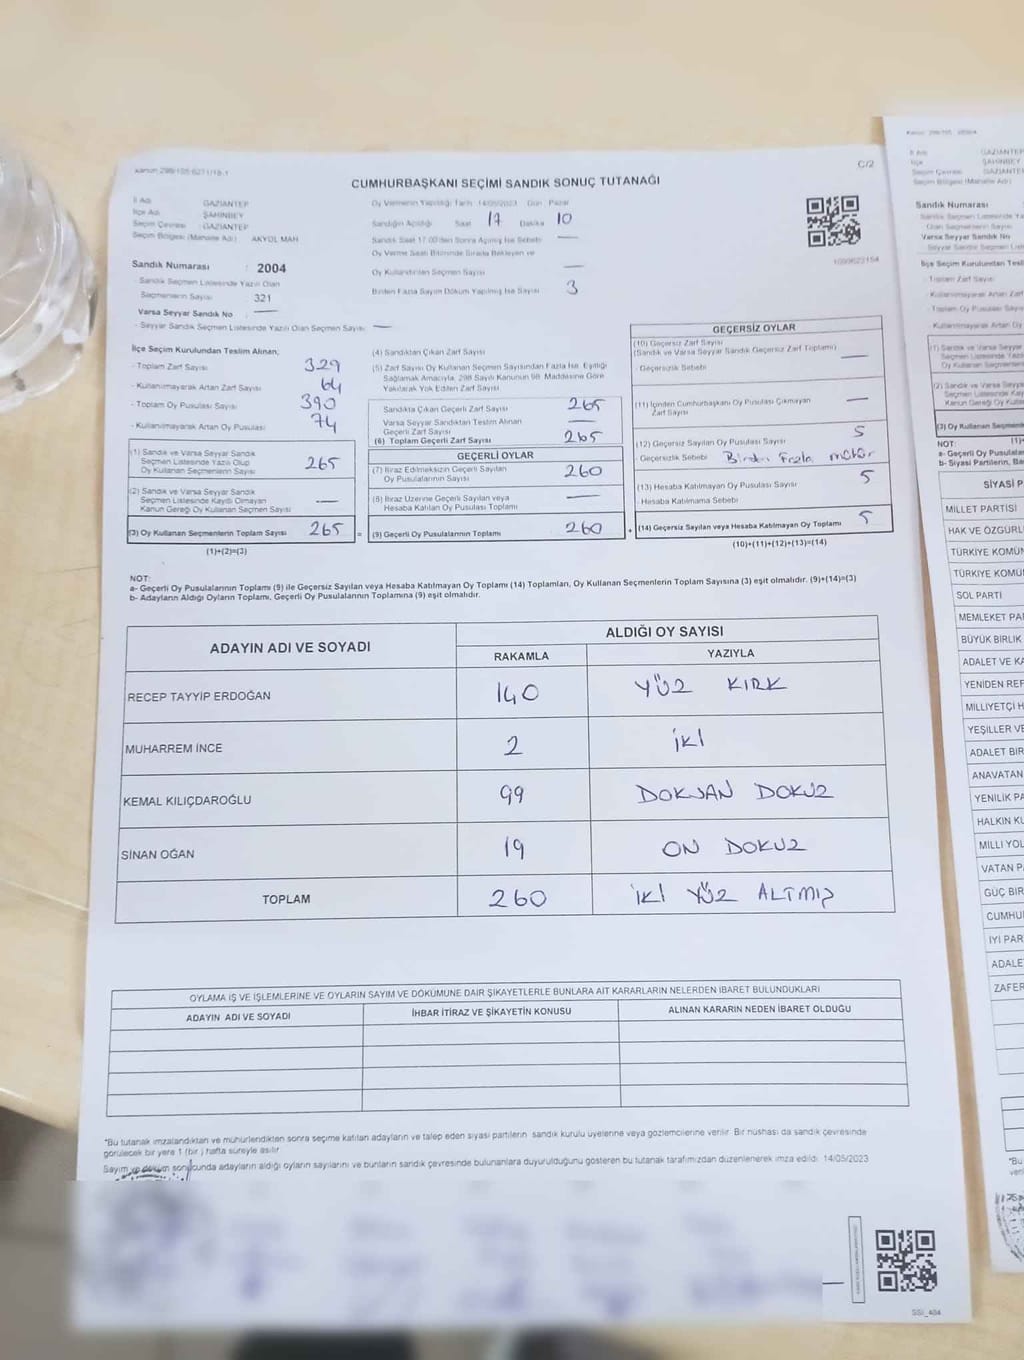 C/2
CUMHURBAŞKANI SEÇİMİ SANDIK SONUÇ TUTANAĞI
İl Adı : GAZİANTEP
İlçe Adı : ŞAHİNBEY
Seçim Çevresi : GAZİANTEP
Seçim Bölgesi (Mahalle Adı) : AKYOL MAH
Sandık Numarası : 2004
- Sandık Seçmen Listesinde Yazılı Olan
Seçmenlerin Sayısı : 321
Varsa Seyyar Sandık No : —
- Seyyar Sandık Seçmen Listesinde Yazılı Olan Seçmen Sayısı : —
Oy Vermenin Yapıldığı Tarih : 14/05/2023 Gün : Pazar
Sandığın Açıldığı Saat 17 Dakika 10
Sandık Saat 17.00'den Sonra Açılmış İse Sebebi —
Oy Verme Saati Bitiminde Sırada Bekleyen ve
Oy Kullandırılan Seçmen Sayısı —
Birden Fazla Sayım Döküm Yapılmış İse Sayısı 3
1090622154
İlçe Seçim Kurulundan Teslim Alınan;
- Toplam Zarf Sayısı 329
- Kullanılmayarak Artan Zarf Sayısı 64
- Toplam Oy Pusulası Sayısı 390
- Kullanılmayarak Artan Oy Pusulası 74
(1) Sandık ve Varsa Seyyar Sandık
Seçmen Listesinde Yazılı Olup
Oy Kullanan Seçmenlerin Sayısı 265
(2) Sandık ve Varsa Seyyar Sandık
Seçmen Listesinde Kayıtlı Olmayan
Kanun Gereği Oy Kullanan Seçmen Sayısı —
(3) Oy Kullanan Seçmenlerin Toplam Sayısı 265
(1)+(2)=(3)
(4) Sandıktan Çıkan Zarf Sayısı
(5) Zarf Sayısı Oy Kullanan Seçmen Sayısından Fazla İse, Eşitliği
Sağlamak Amacıyla, 298 Sayılı Kanunun 98. Maddesine Göre
Yakılarak Yok Edilen Zarf Sayısı
Sandıkta Çıkan Geçerli Zarf Sayısı 265
Varsa Seyyar Sandıktan Teslim Alınan
Geçerli Zarf Sayısı —
(6) Toplam Geçerli Zarf Sayısı 265
GEÇERLİ OYLAR
(7) İtiraz Edilmeksizin Geçerli Sayılan
Oy Pusulalarının Sayısı 260
(8) İtiraz Üzerine Geçerli Sayılan veya
Hesaba Katılan Oy Pusulası Toplamı —
(9) Geçerli Oy Pusulalarının Toplamı 260
GEÇERSİZ OYLAR
(10) Geçersiz Zarf Sayısı
(Sandık ve Varsa Seyyar Sandık Geçersiz Zarf Toplamı) —
- Geçersizlik Sebebi
(11) İçinden Cumhurbaşkanı Oy Pusulası Çıkmayan
Zarf Sayısı —
(12) Geçersiz Sayılan Oy Pusulası Sayısı 5
- Geçersizlik Sebebi Birden Fazla mühür
(13) Hesaba Katılmayan Oy Pusulası Sayısı 5
- Hesaba Katılmama Sebebi
(14) Geçersiz Sayılan veya Hesaba Katılmayan Oy Toplamı 5
(10)+(11)+(12)+(13)=(14)
NOT:
a- Geçerli Oy Pusulalarının Toplamı (9) ile Geçersiz Sayılan veya Hesaba Katılmayan Oy Toplamı (14) Toplamları, Oy Kullanan Seçmenlerin Toplam Sayısına (3) eşit olmalıdır. (9)+(14)=(3)
b- Adayların Aldığı Oyların Toplamı, Geçerli Oy Pusulalarının Toplamına (9) eşit olmalıdır.
ADAYIN ADI VE SOYADI ALDIĞI OY SAYISI
RAKAMLA YAZIYLA
RECEP TAYYİP ERDOĞAN 140 YÜZ KIRK
MUHARREM İNCE 2 İKİ
KEMAL KILIÇDAROĞLU 99 DOKSAN DOKUZ
SİNAN OĞAN 19 ON DOKUZ
TOPLAM 260 İKİ YÜZ ALTMIŞ
OYLAMA İŞ VE İŞLEMLERİNE VE OYLARIN SAYIM VE DÖKÜMÜNE DAİR ŞİKAYETLERLE BUNLARA AİT KARARLARIN NELERDEN İBARET BULUNDUKLARI
ADAYIN ADI VE SOYADI İHBAR İTİRAZ VE ŞİKAYETİN KONUSU ALINAN KARARIN NEDEN İBARET OLDUĞU
*Bu tutanak imzalandıktan ve mühürlendikten sonra seçime katılan adayların ve talep eden siyasi partilerin sandık kurulu üyelerine veya gözlemcilerine verilir. Bir nüshası da sandık çevresinde
görülecek bir yere 1 (bir) hafta süreyle asılır.
Sayım ve döküm sonucunda adayların aldığı oyların sayılarını ve bunların sandık çevresinde bulunanlara duyurulduğunu gösteren bu tutanak tarafımızdan düzenlenerek imza edildi. 14/05/2023
SSİ_484
İl Adı GAZİANTEP
İlçe ŞAHİNBEY
Seçim Çevresi GAZİANTEP
Seçim Bölgesi (Mahalle Adı)
Sandık Numarası
Varsa Seyyar Sandık No
NOT:
SİYASİ P
MİLLET PARTİSİ
HAK VE ÖZGÜRL
TÜRKİYE KOMÜN
TÜRKİYE KOMÜ
SOL PARTİ
MEMLEKET PA
BÜYÜK BİRLİK
ADALET VE KA
YENİDEN REF
MİLLİYETÇİ H
YEŞİLLER VE
ADALET BİR
ANAVATAN
YENİLİK PA
HALKIN KU
MİLLİ YOL
VATAN P
GÜÇ BİR
CUMHU
İYİ PAR
ADALE
ZAFER